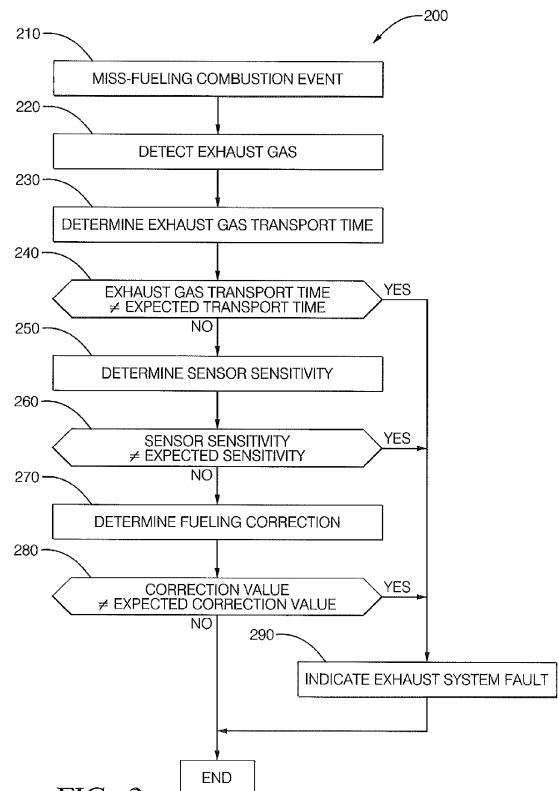 200
210
MISS-FUELING COMBUSTION EVENT
220
DETECT EXHAUST GAS
230
DETERMINE EXHAUST GAS TRANSPORT TIME
240
EXHAUST GAS TRANSPORT TIME
≠ EXPECTED TRANSPORT TIME
YES
NO
250
DETERMINE SENSOR SENSITIVITY
260
SENSOR SENSITIVITY
≠ EXPECTED SENSITIVITY
YES
NO
270
DETERMINE FUELING CORRECTION
280
CORRECTION VALUE
≠ EXPECTED CORRECTION VALUE
YES
NO
290
INDICATE EXHAUST SYSTEM FAULT
END